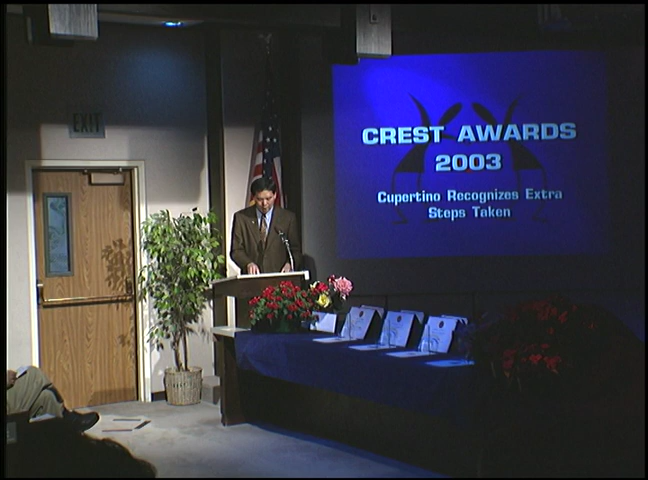 EXIT
CREST AWARDS
2003
Cupertino Recognizes Extra
Steps Taken